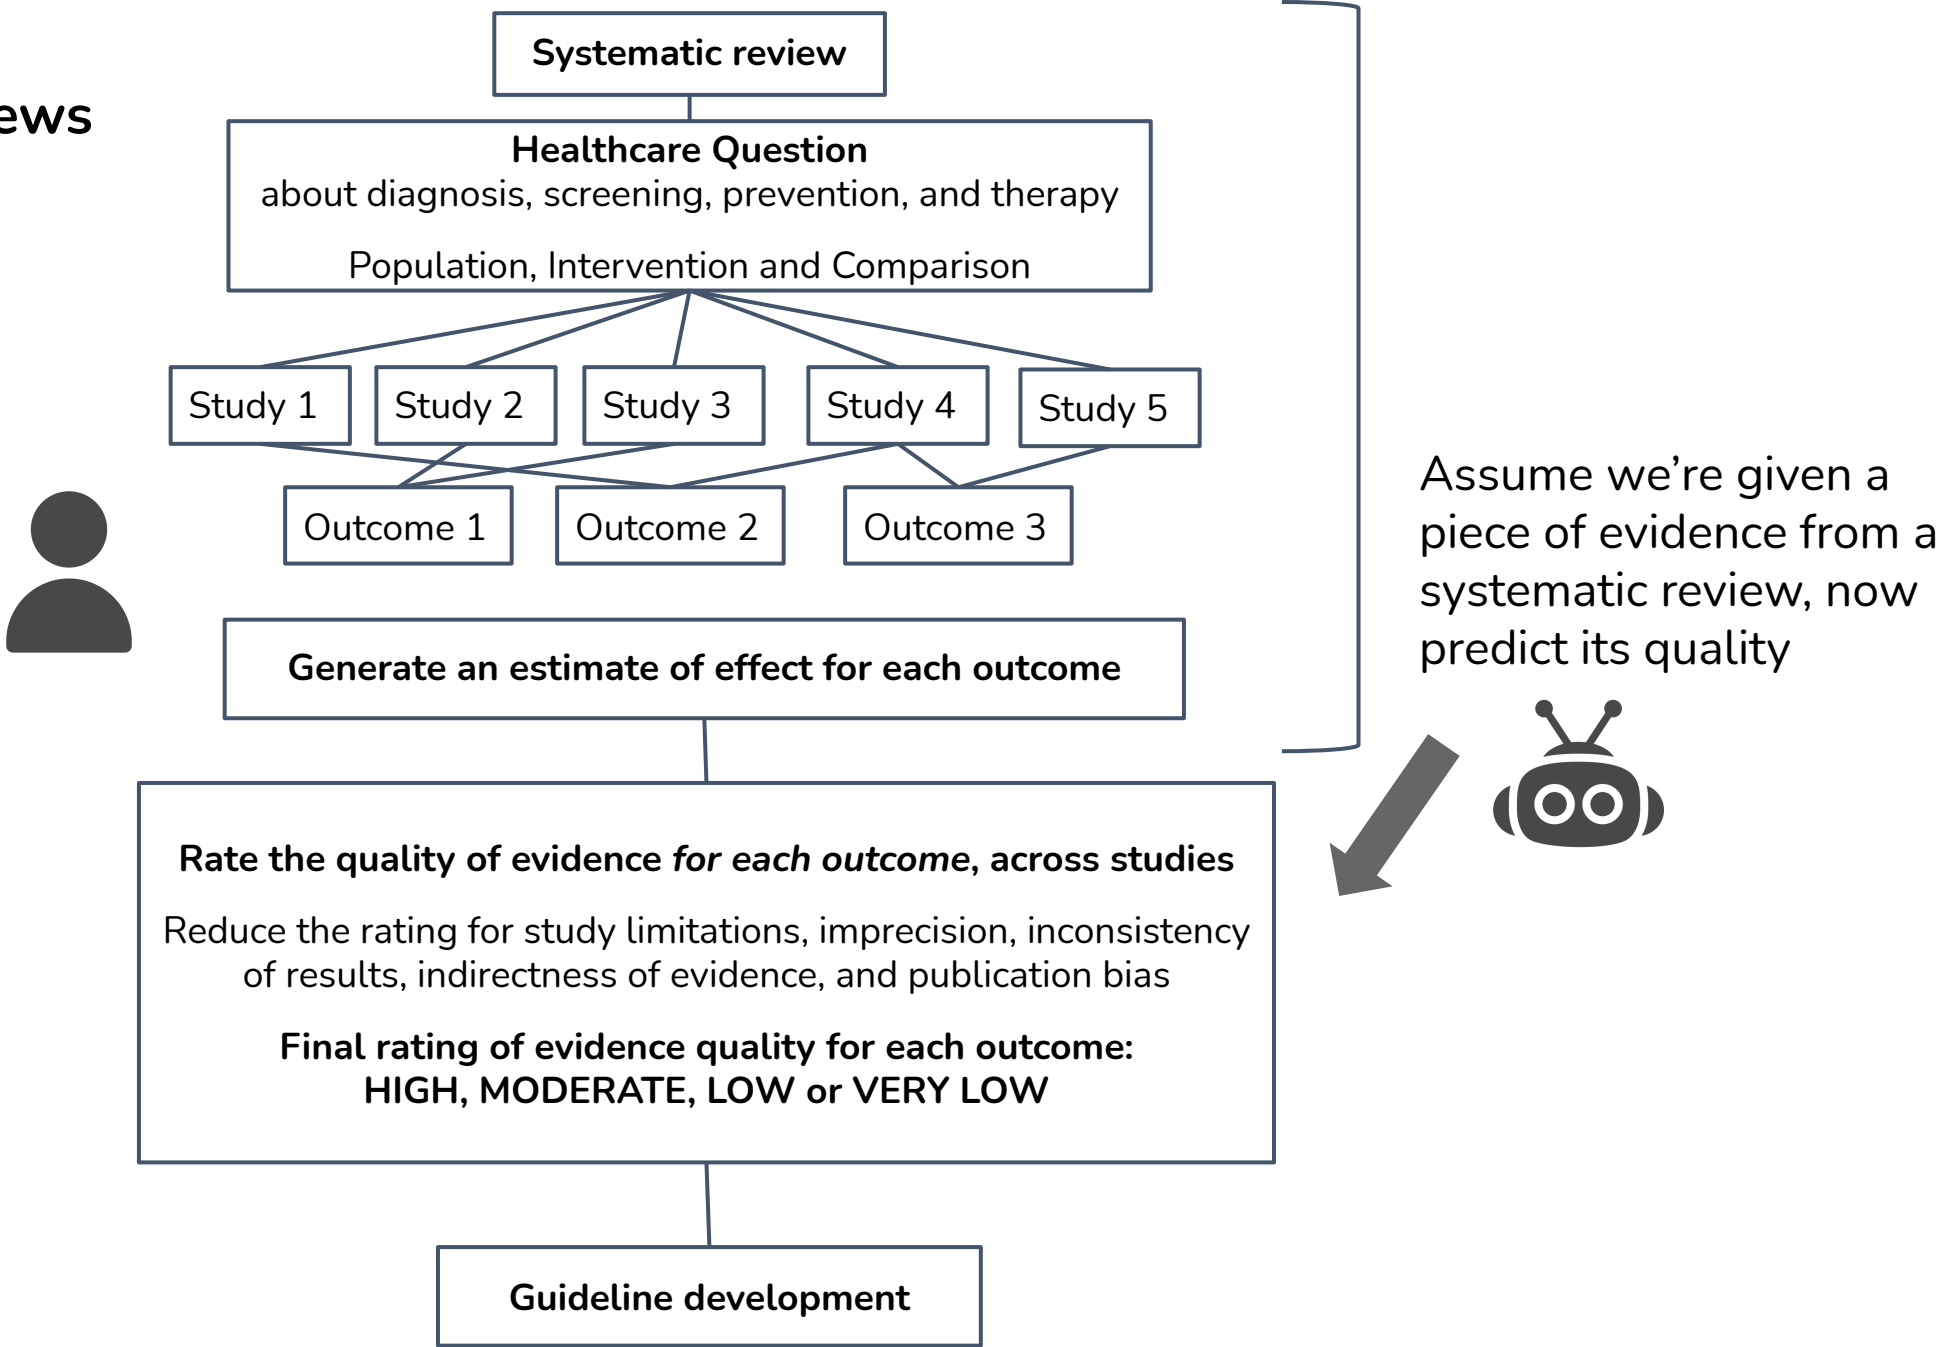 Systematic review
ews
Healthcare Question
about diagnosis, screening, prevention, and therapy
Population, Intervention and Comparison
Study 1
Study 2
Study 3
Study 4
Study 5
Outcome 1
Outcome 2
Outcome 3
Generate an estimate of effect for each outcome
Assume we’re given a
piece of evidence from a
systematic review, now
predict its quality
Rate the quality of evidence for each outcome, across studies
Reduce the rating for study limitations, imprecision, inconsistency
of results, indirectness of evidence, and publication bias
Final rating of evidence quality for each outcome:
HIGH, MODERATE, LOW or VERY LOW
Guideline development